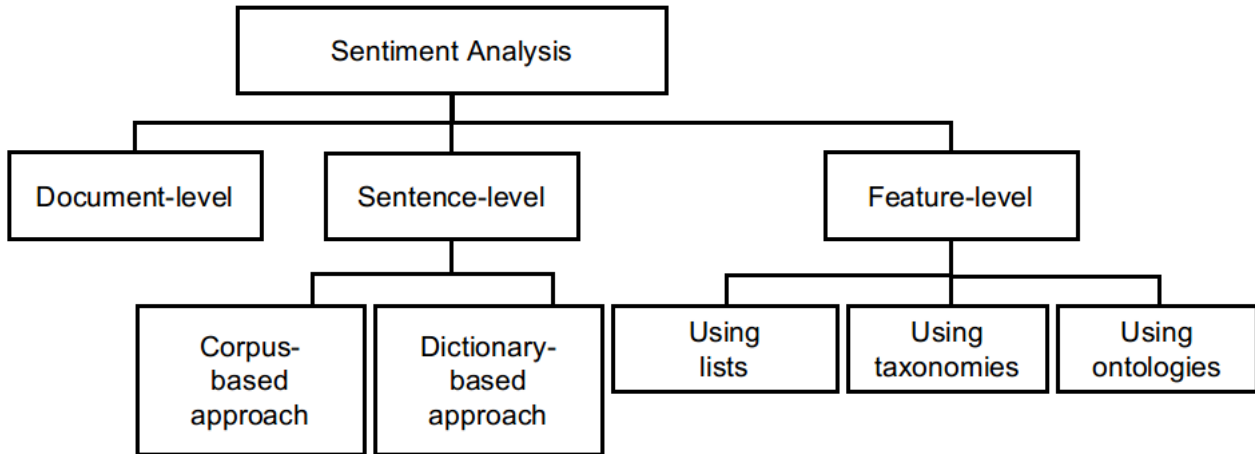 Sentiment Analysis
Document-level
Sentence-level
Feature-level
Corpus-
based
approach
Dictionary-
based
approach
Using
lists
Using
taxonomies
Using
ontologies